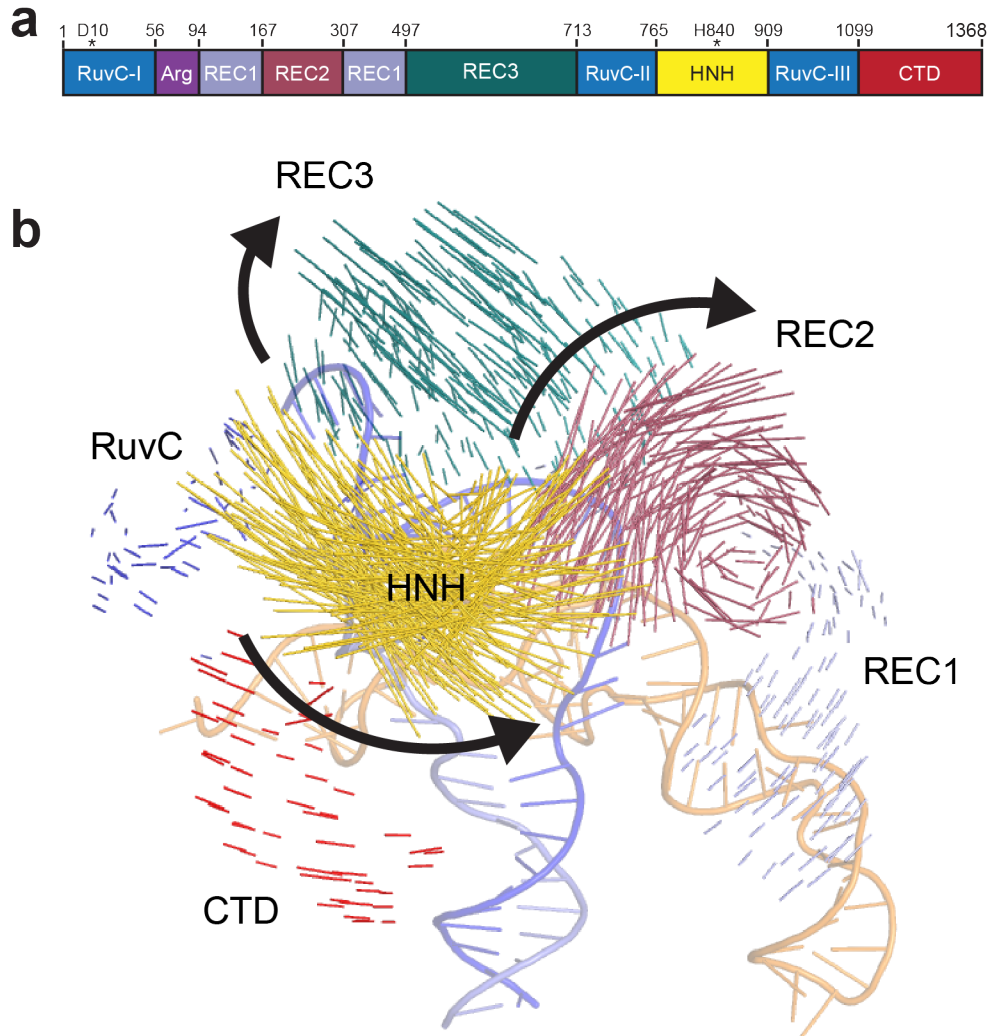 a
1 D10 56 94 167 307 497 713 765 H840 909 1099 1368
* *
RuvC-I Arg REC1 REC2 REC1 REC3 RuvC-II HNH RuvC-III CTD
REC3
b
REC2
RuvC
HNH
REC1
CTD